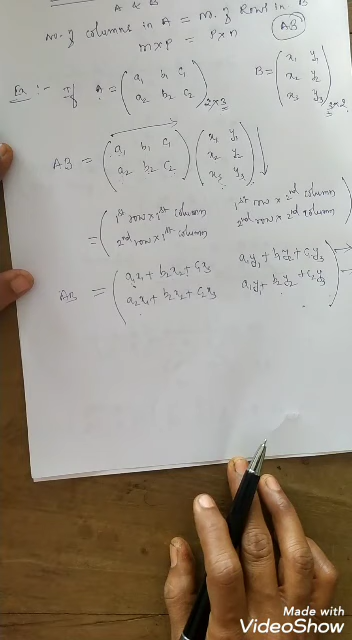 A & B
No. of columns in A = No. of Rows in B
m×p = p×n
AB
Ex :- If A = ( a₁ b₁ c₁ / a₂ b₂ c₂ ) 2×3 B = ( x₁ y₁ / x₂ y₂ / x₃ y₃ ) 3×2
AB = ( a₁ b₁ c₁ / a₂ b₂ c₂ ) ( x₁ y₁ / x₂ y₂ / x₃ y₃ )
= ( 1st row × 1st column 1st row × 2nd column
2nd row × 1st column 2nd row × 2nd column )
AB = ( a₁x₁ + b₁x₂ + c₁x₃ a₁y₁ + b₁y₂ + c₁y₃
a₂x₁ + b₂x₂ + c₂x₃ a₂y₁ + b₂y₂ + c₂y₃ )
Made with
VideoShow